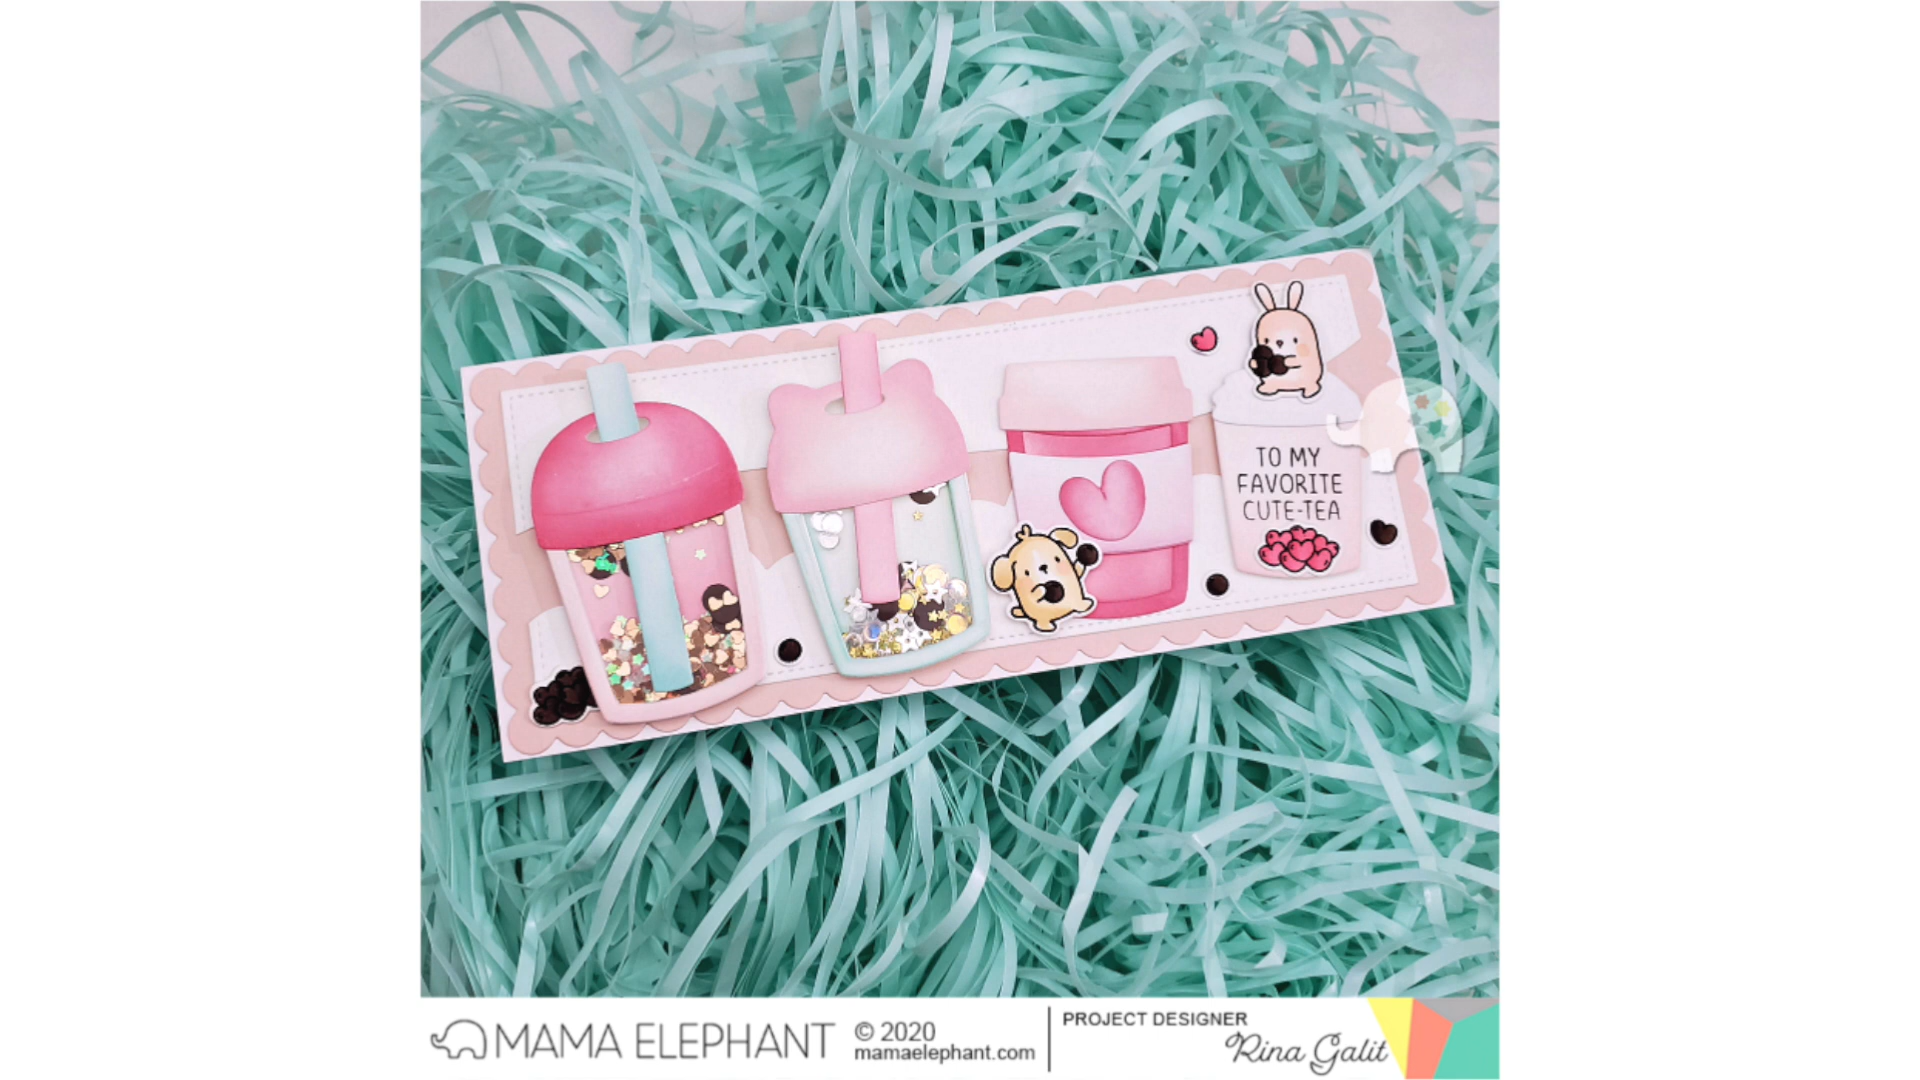 TO MY
FAVORITE
CUTE-TEA
MAMA ELEPHANT
© 2020
mamaelephant.com
PROJECT DESIGNER
Rina Galit